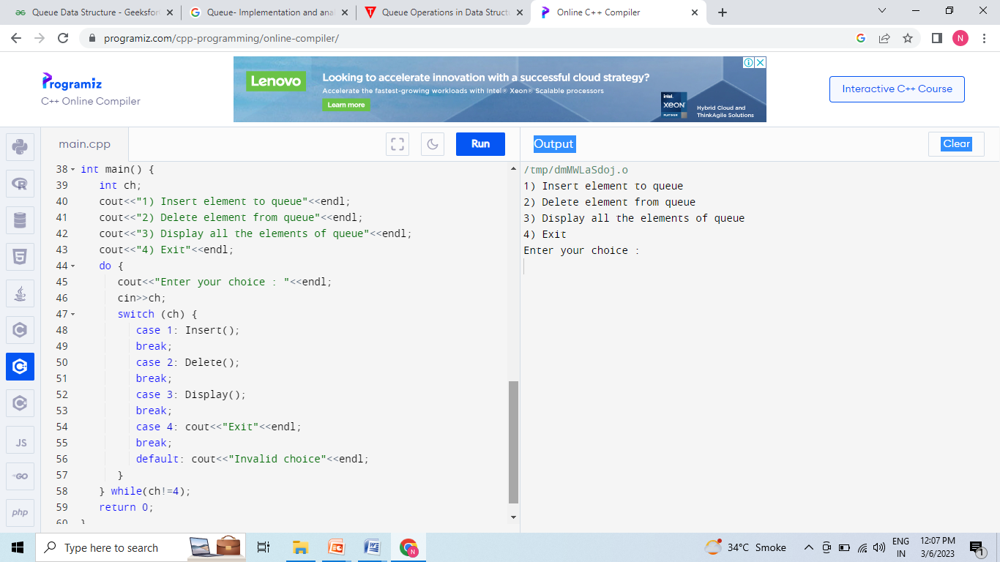 Queue Data Structure - Geeksfor
Queue- Implementation and anal
Queue Operations in Data Struct
Online C++ Compiler
programiz.com/cpp-programming/online-compiler/
N
Programiz
C++ Online Compiler
Lenovo
Looking to accelerate innovation with a successful cloud strategy?
Accelerate the fastest-growing workloads with Intel® Xeon® Scalable processors
Learn more
intel.
XEON
PLATINUM
Hybrid Cloud and
ThinkAgile Solutions
Interactive C++ Course
main.cpp
Run
Output
Clear
38 int main() {
39 int ch;
40 cout<<"1) Insert element to queue"<<endl;
41 cout<<"2) Delete element from queue"<<endl;
42 cout<<"3) Display all the elements of queue"<<endl;
43 cout<<"4) Exit"<<endl;
44 do {
45 cout<<"Enter your choice : "<<endl;
46 cin>>ch;
47 switch (ch) {
48 case 1: Insert();
49 break;
50 case 2: Delete();
51 break;
52 case 3: Display();
53 break;
54 case 4: cout<<"Exit"<<endl;
55 break;
56 default: cout<<"Invalid choice"<<endl;
57 }
58 } while(ch!=4);
59 return 0;
60 }
/tmp/dmMWLaSdoj.o
1) Insert element to queue
2) Delete element from queue
3) Display all the elements of queue
4) Exit
Enter your choice :
JS
GO
php
Type here to search
34°C Smoke
ENG
IN
12:07 PM
3/6/2023
1